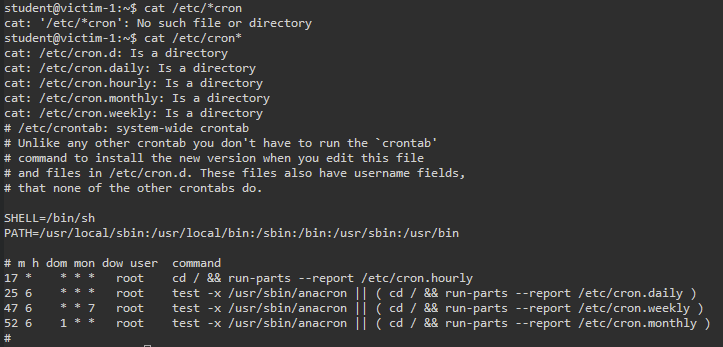 student@victim-1:~$ cat /etc/*cron
cat: '/etc/*cron': No such file or directory
student@victim-1:~$ cat /etc/cron*
cat: /etc/cron.d: Is a directory
cat: /etc/cron.daily: Is a directory
cat: /etc/cron.hourly: Is a directory
cat: /etc/cron.monthly: Is a directory
cat: /etc/cron.weekly: Is a directory
# /etc/crontab: system-wide crontab
# Unlike any other crontab you don't have to run the `crontab'
# command to install the new version when you edit this file
# and files in /etc/cron.d. These files also have username fields,
# that none of the other crontabs do.

SHELL=/bin/sh
PATH=/usr/local/sbin:/usr/local/bin:/sbin:/bin:/usr/sbin:/usr/bin

# m h dom mon dow user  command
17 *    * * *   root    cd / && run-parts --report /etc/cron.hourly
25 6    * * *   root    test -x /usr/sbin/anacron || ( cd / && run-parts --report /etc/cron.daily )
47 6    * * 7   root    test -x /usr/sbin/anacron || ( cd / && run-parts --report /etc/cron.weekly )
52 6    1 * *   root    test -x /usr/sbin/anacron || ( cd / && run-parts --report /etc/cron.monthly )
#